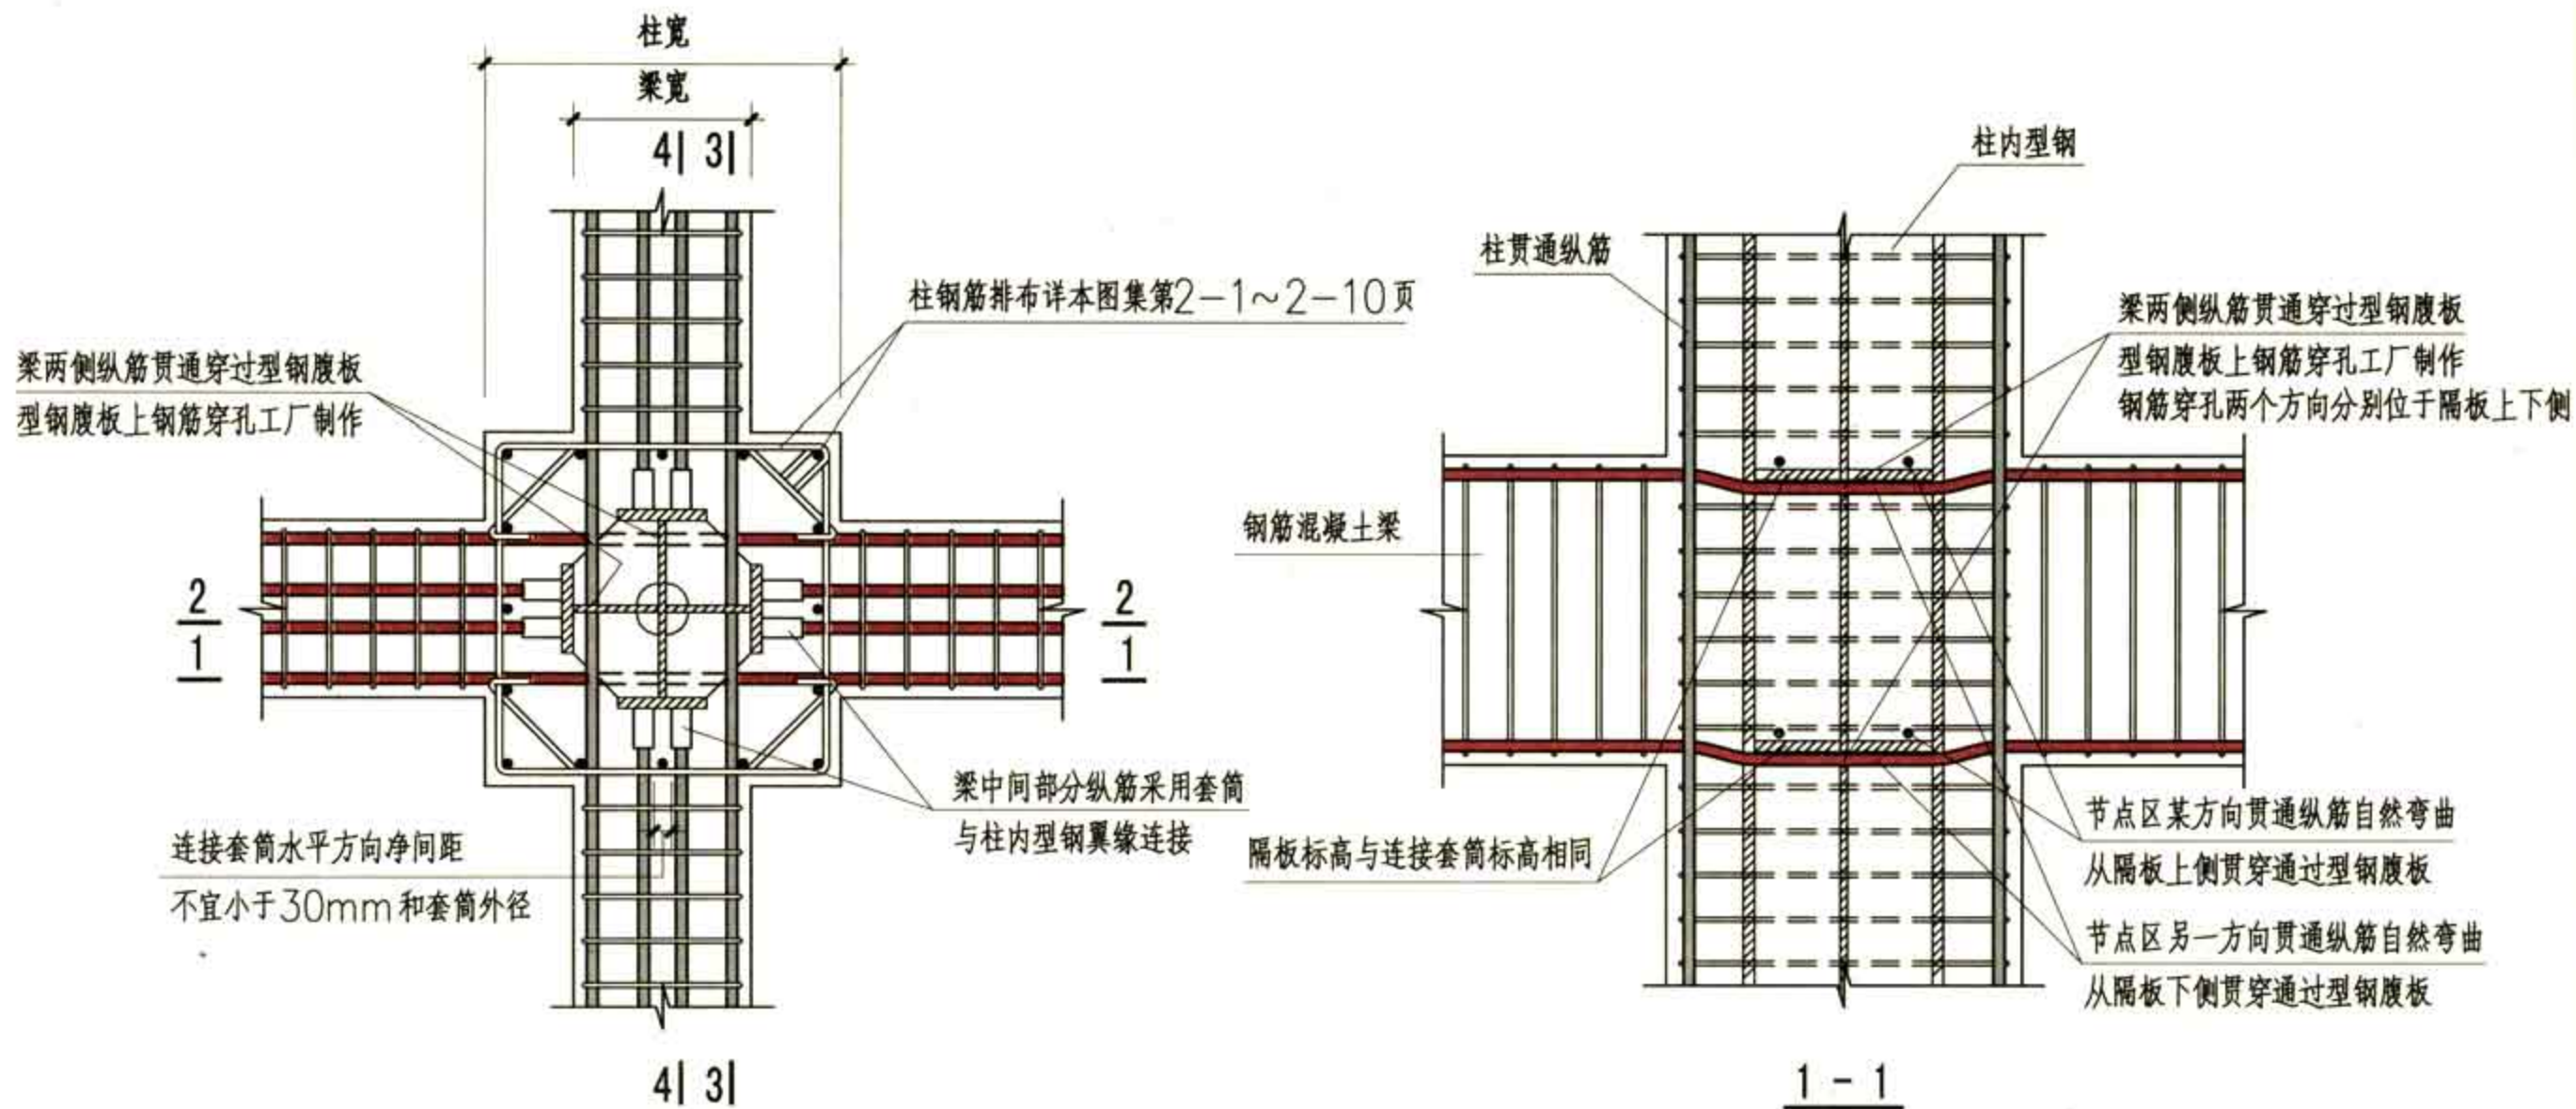 柱宽
梁宽
4 3
柱钢筋排布详本图集第2-1~2-10页
梁两侧纵筋贯通穿过型钢腹板
型钢腹板上钢筋穿孔工厂制作
2
1
2
1
梁中间部分纵筋采用套筒
与柱内型钢翼缘连接
连接套筒水平方向净间距
不宜小于30mm和套筒外径
4 3
柱内型钢
柱贯通纵筋
梁两侧纵筋贯通穿过型钢腹板
型钢腹板上钢筋穿孔工厂制作
钢筋穿孔两个方向分别位于隔板上下侧
钢筋混凝土梁
隔板标高与连接套筒标高相同
节点区某方向贯通纵筋自然弯曲
从隔板上侧贯穿通过型钢腹板
节点区另一方向贯通纵筋自然弯曲
从隔板下侧贯穿通过型钢腹板
1-1